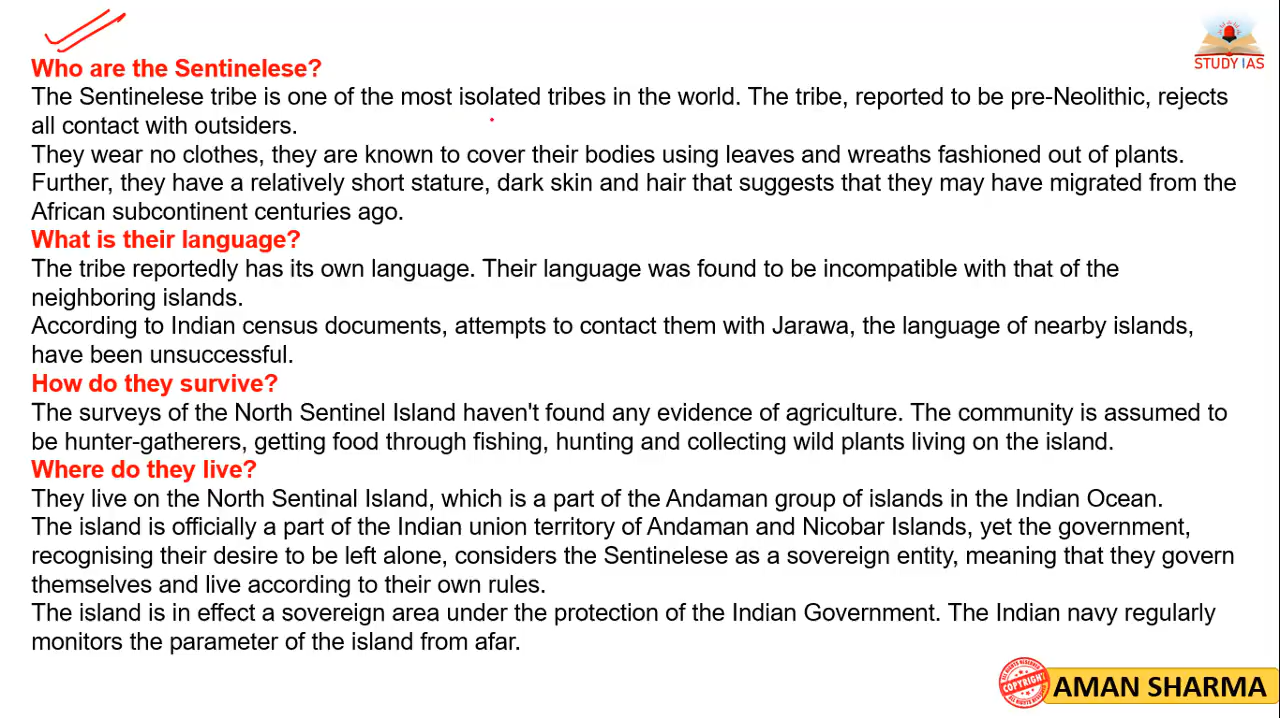 STUDY IAS
Who are the Sentinelese?
The Sentinelese tribe is one of the most isolated tribes in the world. The tribe, reported to be pre-Neolithic, rejects
all contact with outsiders.
They wear no clothes, they are known to cover their bodies using leaves and wreaths fashioned out of plants.
Further, they have a relatively short stature, dark skin and hair that suggests that they may have migrated from the
African subcontinent centuries ago.
What is their language?
The tribe reportedly has its own language. Their language was found to be incompatible with that of the
neighboring islands.
According to Indian census documents, attempts to contact them with Jarawa, the language of nearby islands,
have been unsuccessful.
How do they survive?
The surveys of the North Sentinel Island haven't found any evidence of agriculture. The community is assumed to
be hunter-gatherers, getting food through fishing, hunting and collecting wild plants living on the island.
Where do they live?
They live on the North Sentinal Island, which is a part of the Andaman group of islands in the Indian Ocean.
The island is officially a part of the Indian union territory of Andaman and Nicobar Islands, yet the government,
recognising their desire to be left alone, considers the Sentinelese as a sovereign entity, meaning that they govern
themselves and live according to their own rules.
The island is in effect a sovereign area under the protection of the Indian Government. The Indian navy regularly
monitors the parameter of the island from afar.
ALL RIGHTS RESERVED
COPYRIGHT
ALL RIGHTS RESERVED
AMAN SHARMA